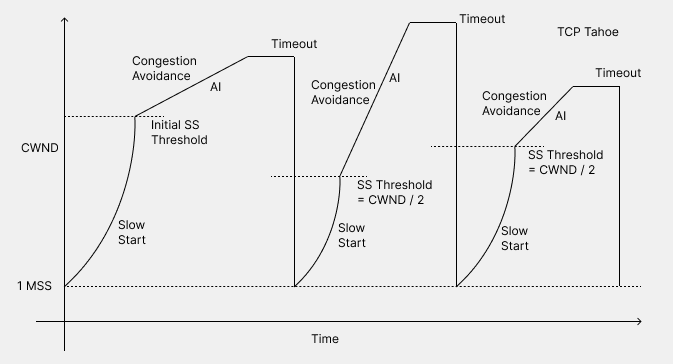 TCP Tahoe
Timeout
Timeout
Timeout
Congestion
Avoidance
AI
Congestion
Avoidance
AI
Congestion
Avoidance
AI
Initial SS
Threshold
CWND
SS Threshold
= CWND / 2
SS Threshold
= CWND / 2
Slow
Start
Slow
Start
Slow
Start
1 MSS
Time